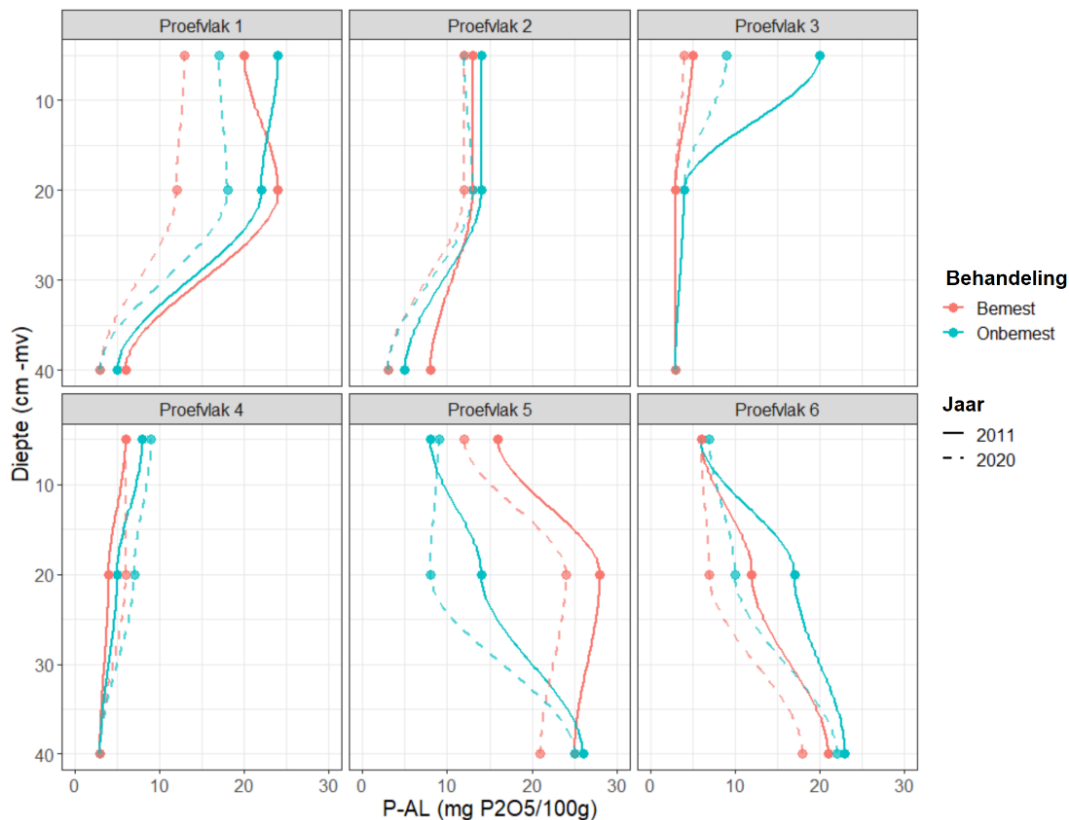 Proefvlak 1 Proefvlak 2 Proefvlak 3
10
20
30
40
Proefvlak 4 Proefvlak 5 Proefvlak 6
10
20
30
40
0 10 20 30 0 10 20 30 0 10 20 30
P-AL (mg P2O5/100g)
Diepte (cm -mv)
Behandeling
Bemest
Onbemest
Jaar
2011
2020